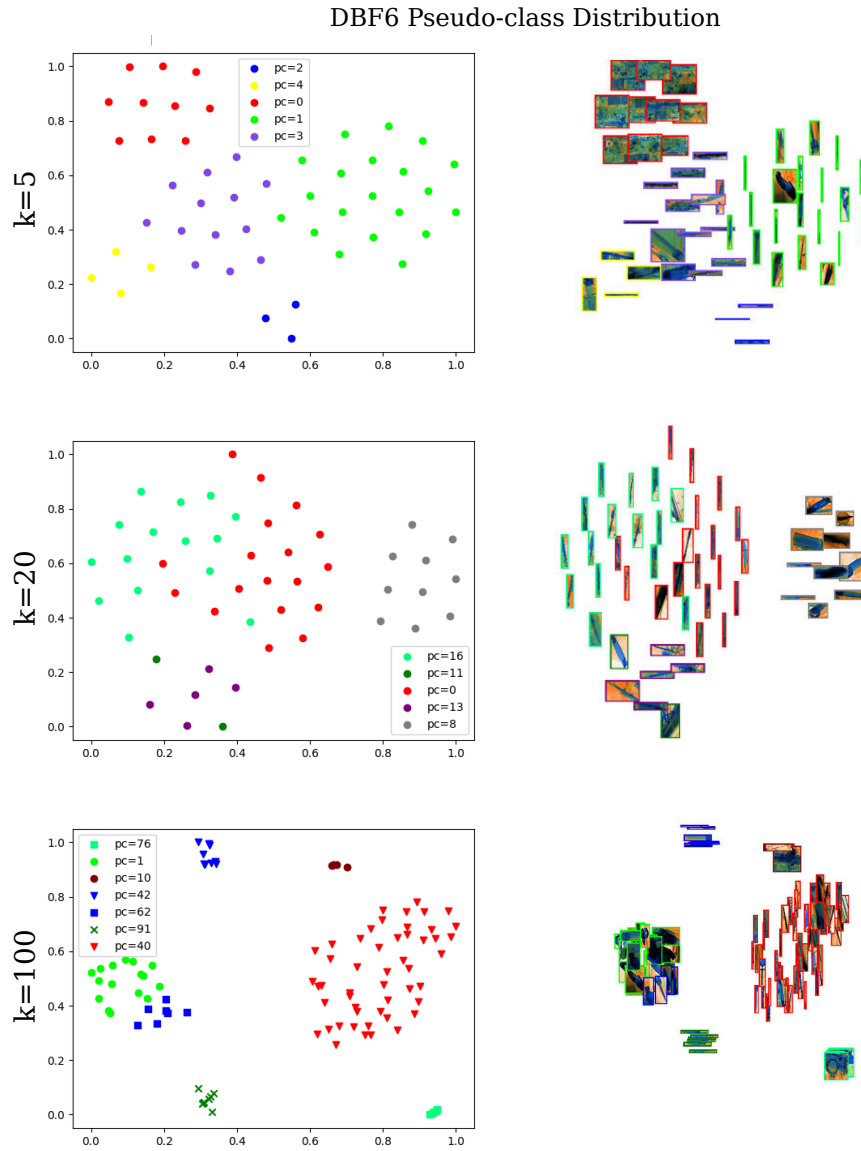 DBF6 Pseudo-class Distribution
k=5
1.0
0.8
0.6
0.4
0.2
0.0
pc=2
pc=4
pc=0
pc=1
pc=3
0.0 0.2 0.4 0.6 0.8 1.0
k=20
1.0
0.8
0.6
0.4
0.2
0.0
pc=16
pc=11
pc=0
pc=13
pc=8
0.0 0.2 0.4 0.6 0.8 1.0
k=100
1.0
0.8
0.6
0.4
0.2
0.0
pc=76
pc=1
pc=10
pc=42
pc=62
pc=91
pc=40
0.0 0.2 0.4 0.6 0.8 1.0